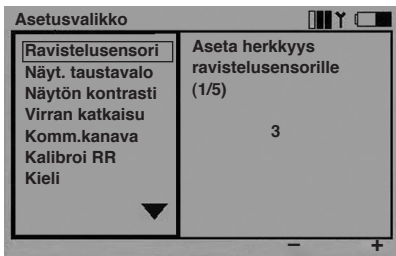 Asetusvalikko
Ravistelusensori
Näyt. taustavalo
Näytön kontrasti
Virran katkaisu
Komm.kanava
Kalibroi RR
Kieli
Aseta herkkyys
ravistelusensorille
(1/5)
3
− +